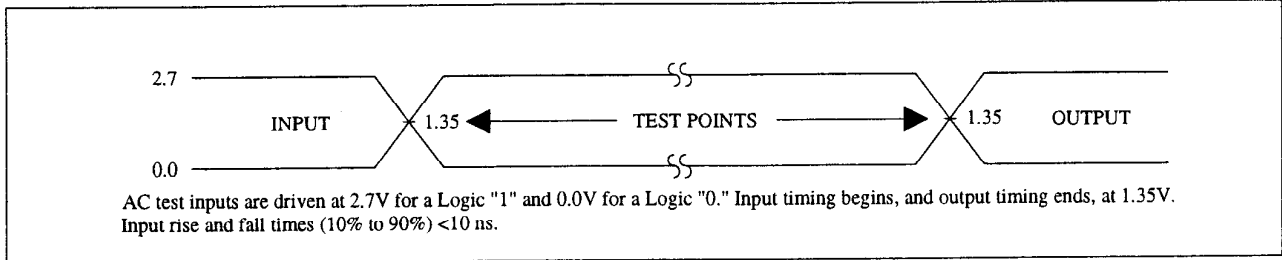 2.7
INPUT 1.35 TEST POINTS 1.35 OUTPUT
0.0
AC test inputs are driven at 2.7V for a Logic "1" and 0.0V for a Logic "0." Input timing begins, and output timing ends, at 1.35V.
Input rise and fall times (10% to 90%) <10 ns.